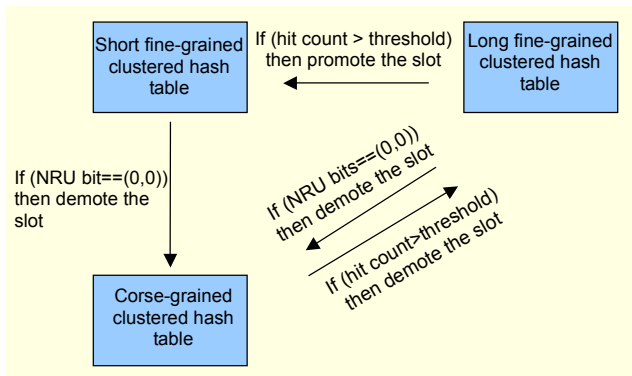 Short fine-grained
clustered hash
table
If (hit count > threshold)
then promote the slot
Long fine-grained
clustered hash
table
If (NRU bit==(0,0))
then demote the
slot
If (NRU bits==(0,0))
then demote the slot
If (hit count>threshold)
then demote the slot
Corse-grained
clustered hash
table